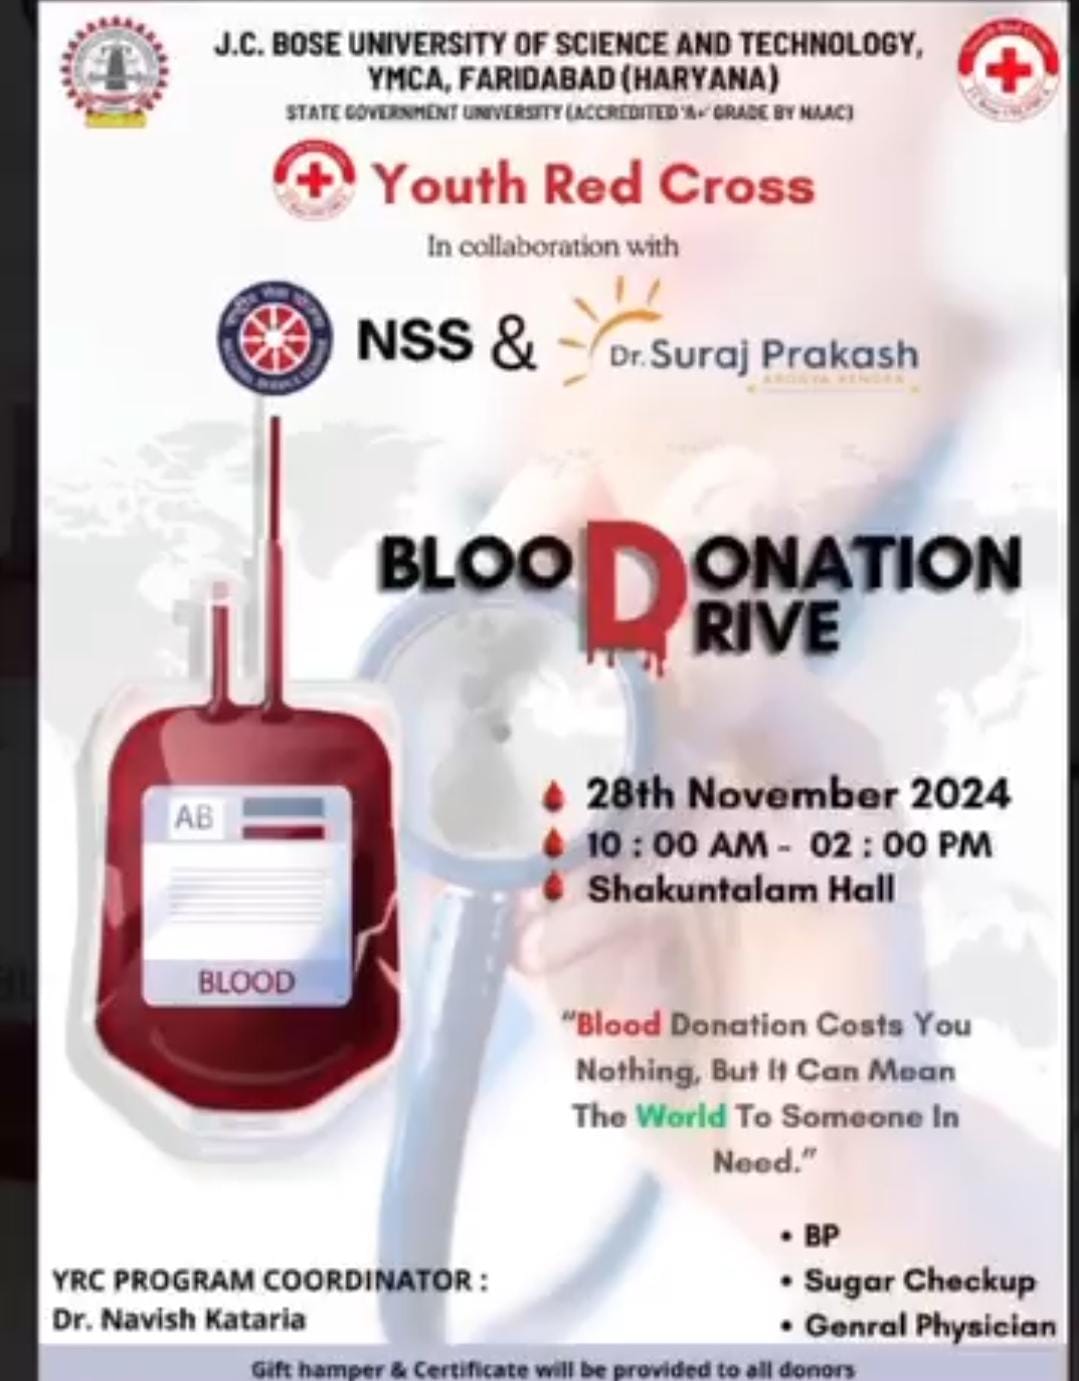 J.C. BOSE UNIVERSITY OF SCIENCE AND TECHNOLOGY,
YMCA, FARIDABAD (HARYANA)
STATE GOVERNMENT UNIVERSITY (ACCREDITED 'A+' GRADE BY NAAC)
Youth Red Cross
In collaboration with
NSS & Dr. Suraj Prakash
AROGYA KENDRA
BLOODONATION
DRIVE
28th November 2024
10 : 00 AM - 02 : 00 PM
Shakuntalam Hall
AB
BLOOD
"Blood Donation Costs You
Nothing, But It Can Mean
The World To Someone In
Need."
• BP
• Sugar Checkup
• Genral Physician
YRC PROGRAM COORDINATOR :
Dr. Navish Kataria
Gift hamper & Certificate will be provided to all donors